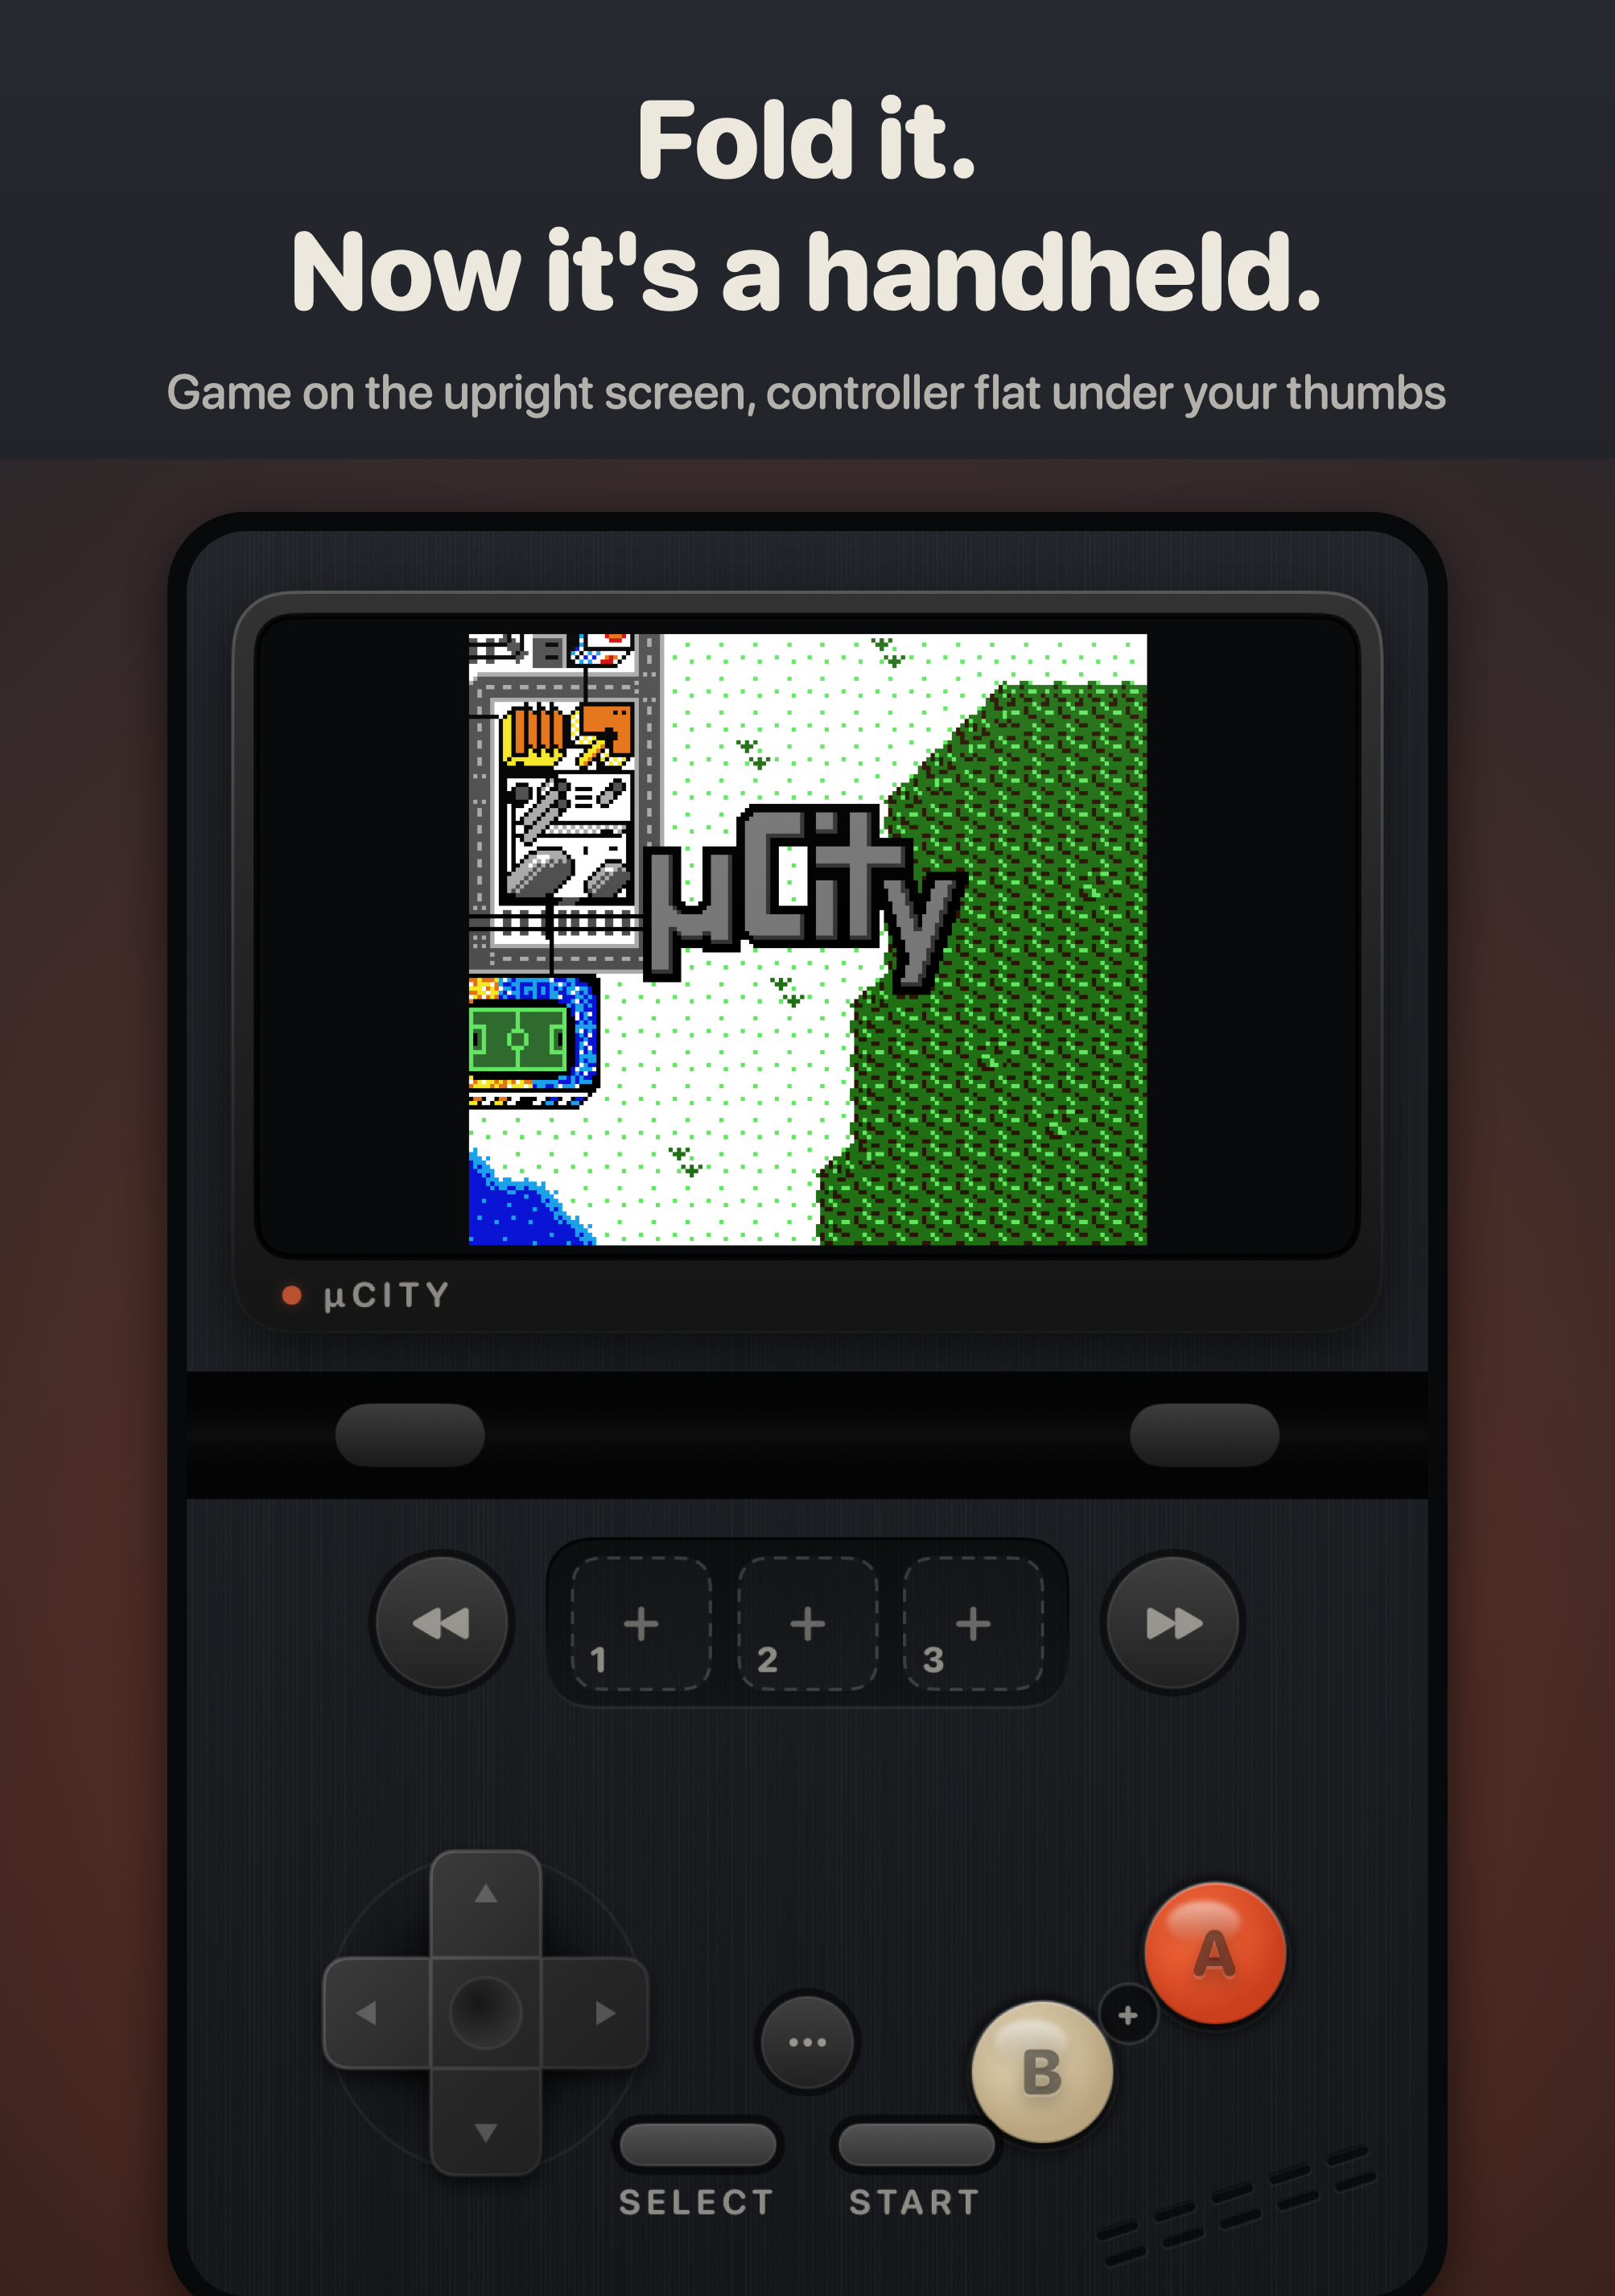 Fold it.
Now it's a handheld.
Game on the upright screen, controller flat under your thumbs
µCity
µCITY
1 2 3
A
B
SELECT START